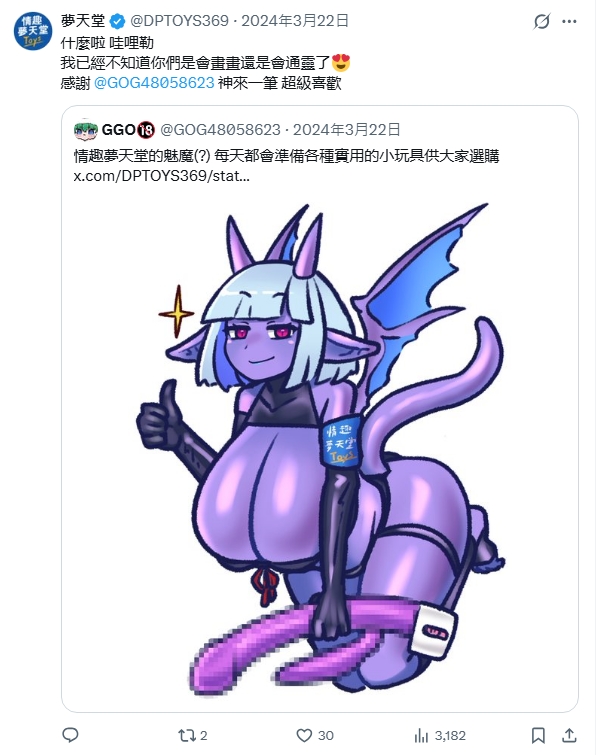 情趣
夢天堂
Toys
夢天堂 @DPTOYS369 · 2024年3月22日
什麼啦 哇哩勒
我已經不知道你們是會畫畫還是會通靈了😍
感謝 @GOG48058623 神來一筆 超級喜歡
GGO🔞 @GOG48058623 · 2024年3月22日
情趣夢天堂的魅魔(?) 每天都會準備各種實用的小玩具供大家選購
x.com/DPTOYS369/stat...
情趣
夢天堂
Toys
2 30 3,182